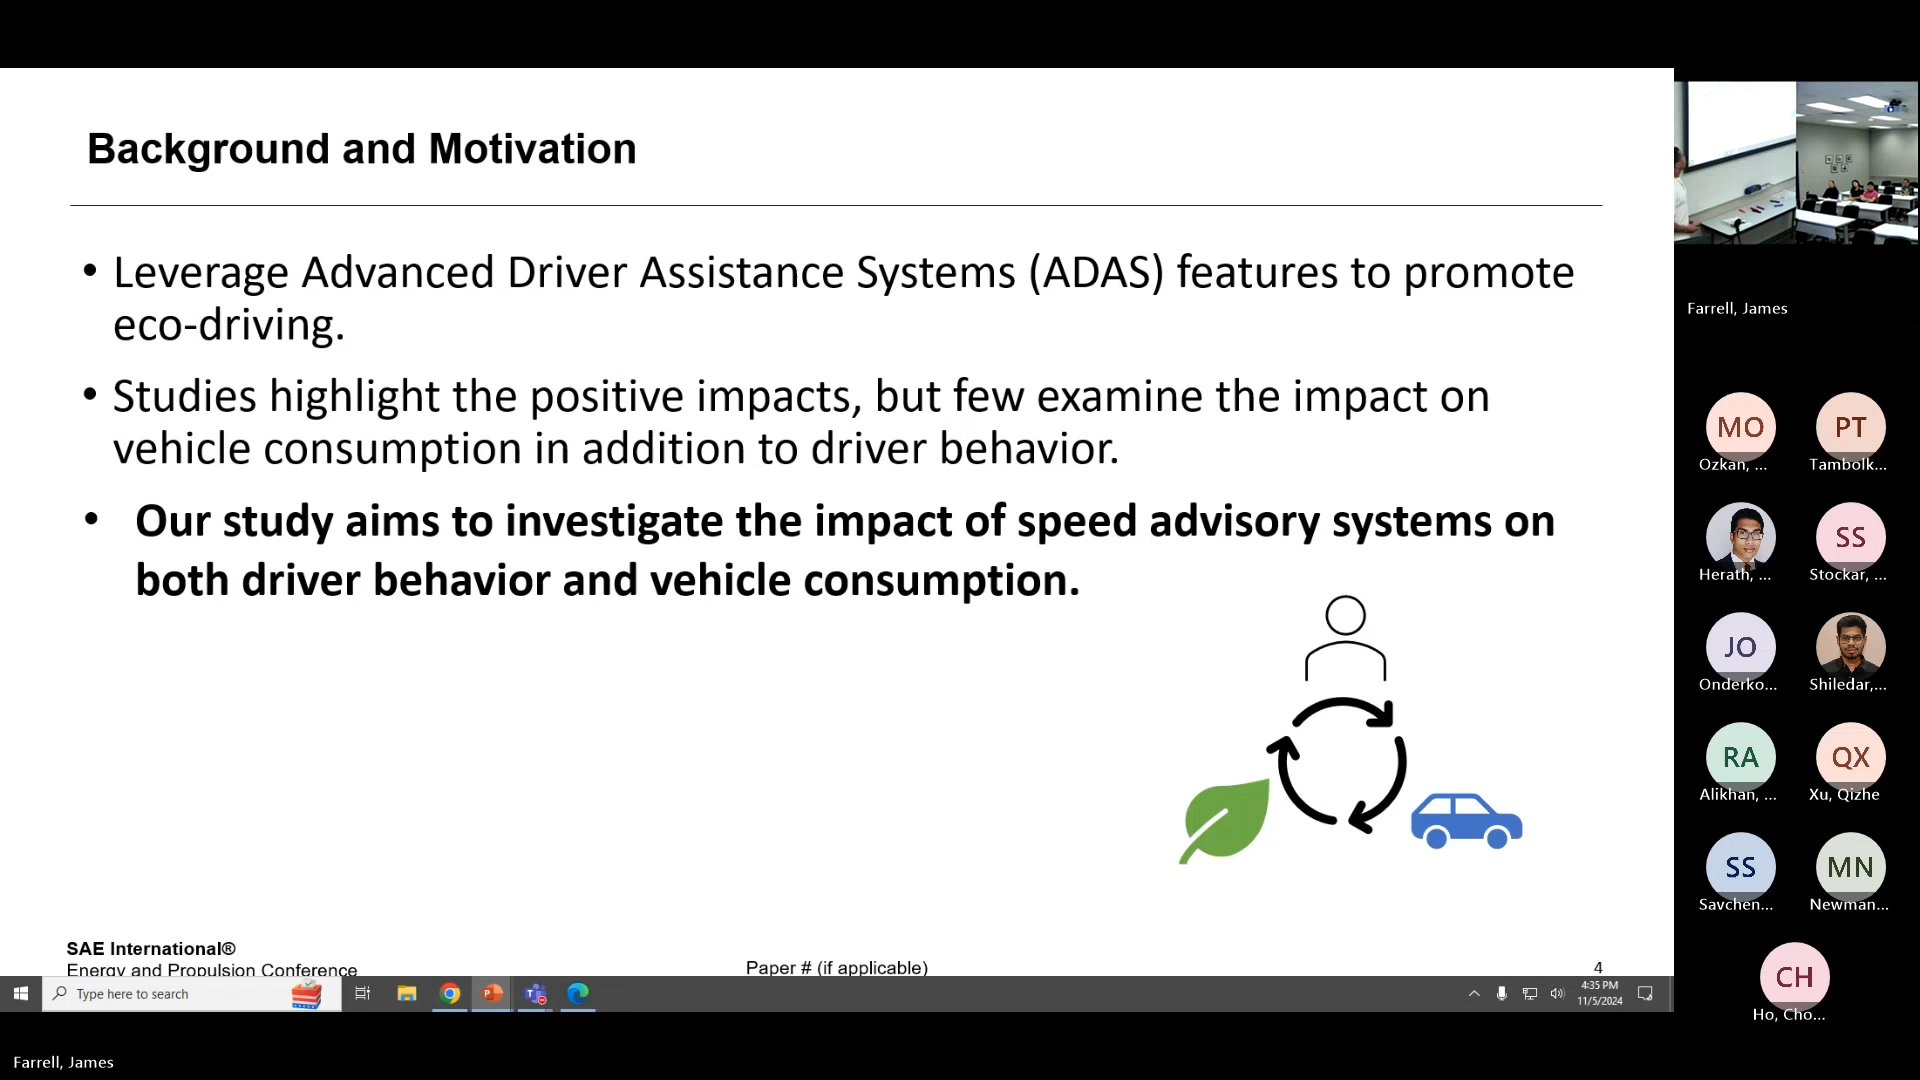 Background and Motivation
• Leverage Advanced Driver Assistance Systems (ADAS) features to promote
eco-driving.
• Studies highlight the positive impacts, but few examine the impact on
vehicle consumption in addition to driver behavior.
• Our study aims to investigate the impact of speed advisory systems on
both driver behavior and vehicle consumption.
SAE International®
Energy and Propulsion Conference
Paper # (if applicable)
4
Type here to search
4:35 PM
11/5/2024
Farrell, James
MO
Ozkan, ...
PT
Tambolk...
Herath, ...
SS
Stockar, ...
JO
Onderko...
Shiledar,...
RA
Alikhan, ...
QX
Xu, Qizhe
SS
Savchen...
MN
Newman...
CH
Ho, Cho...
Farrell, James